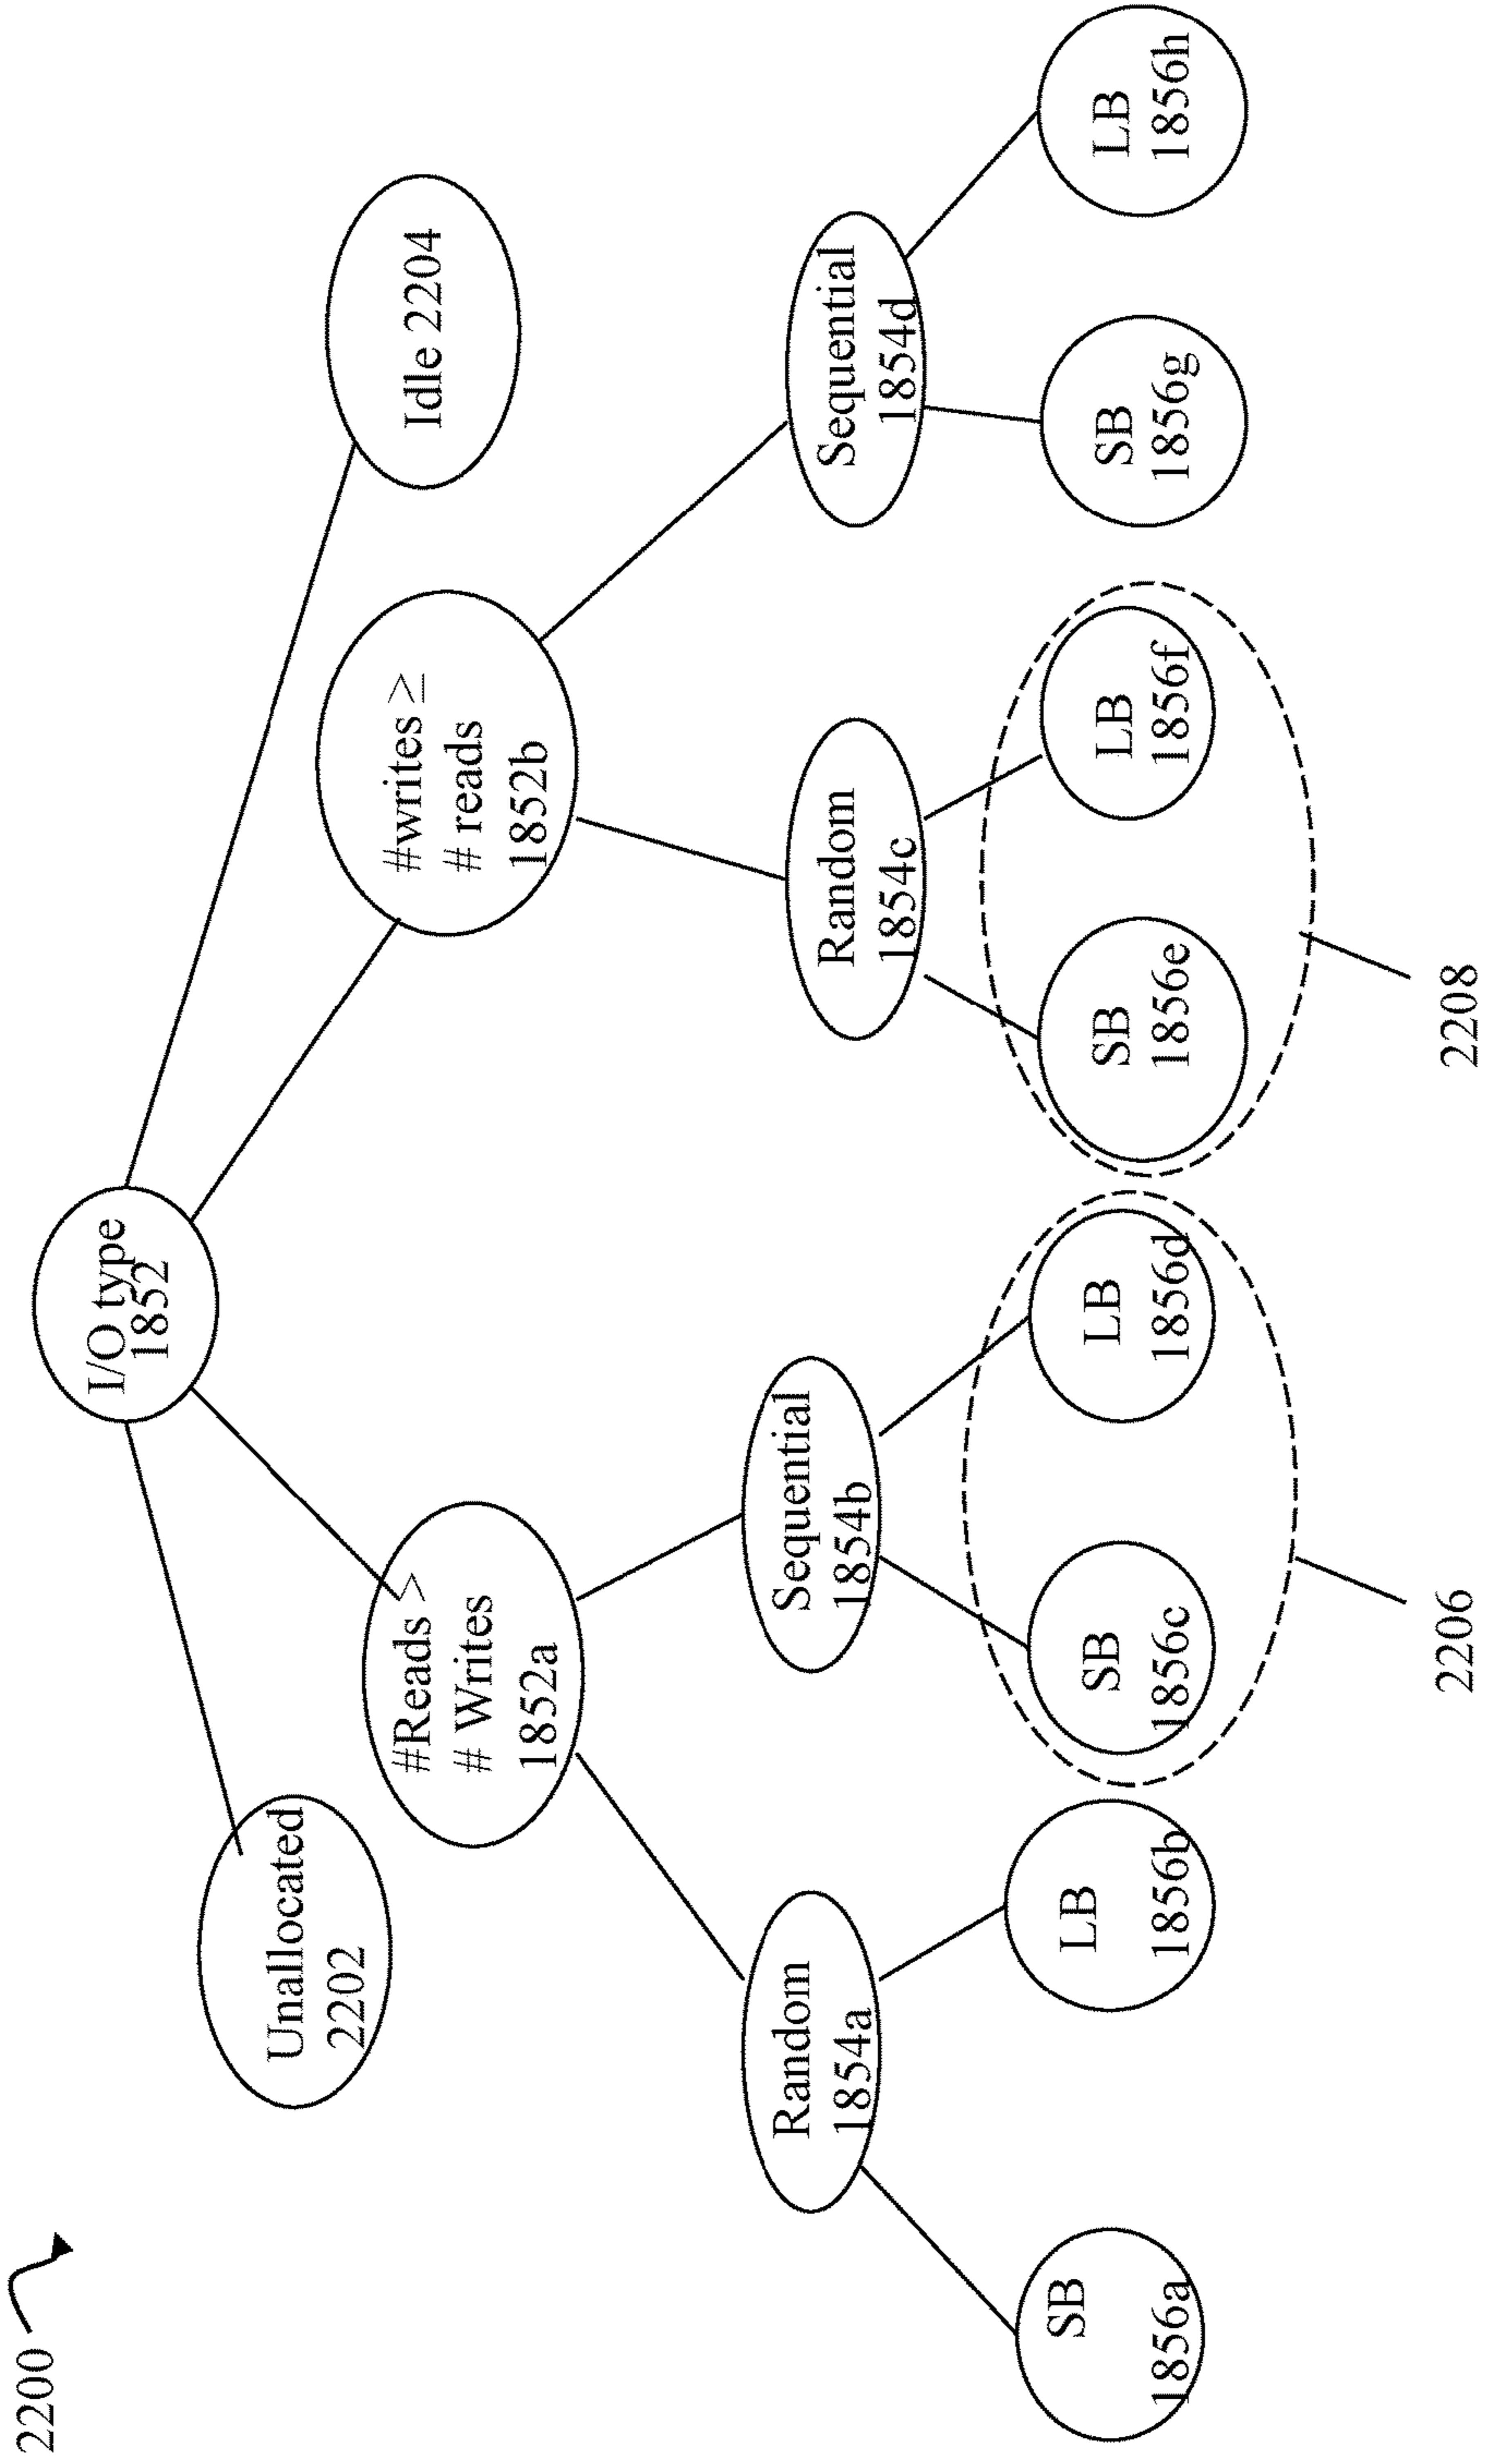 2200
I/O type
1852
Unallocated
2202
#Reads >
# Writes
1852a
#writes ≥
# reads
1852b
Idle 2204
Random
1854a
Sequential
1854b
Random
1854c
Sequential
1854d
SB
1856a
LB
1856b
SB
1856c
LB
1856d
SB
1856e
LB
1856f
SB
1856g
LB
1856h
2206
2208